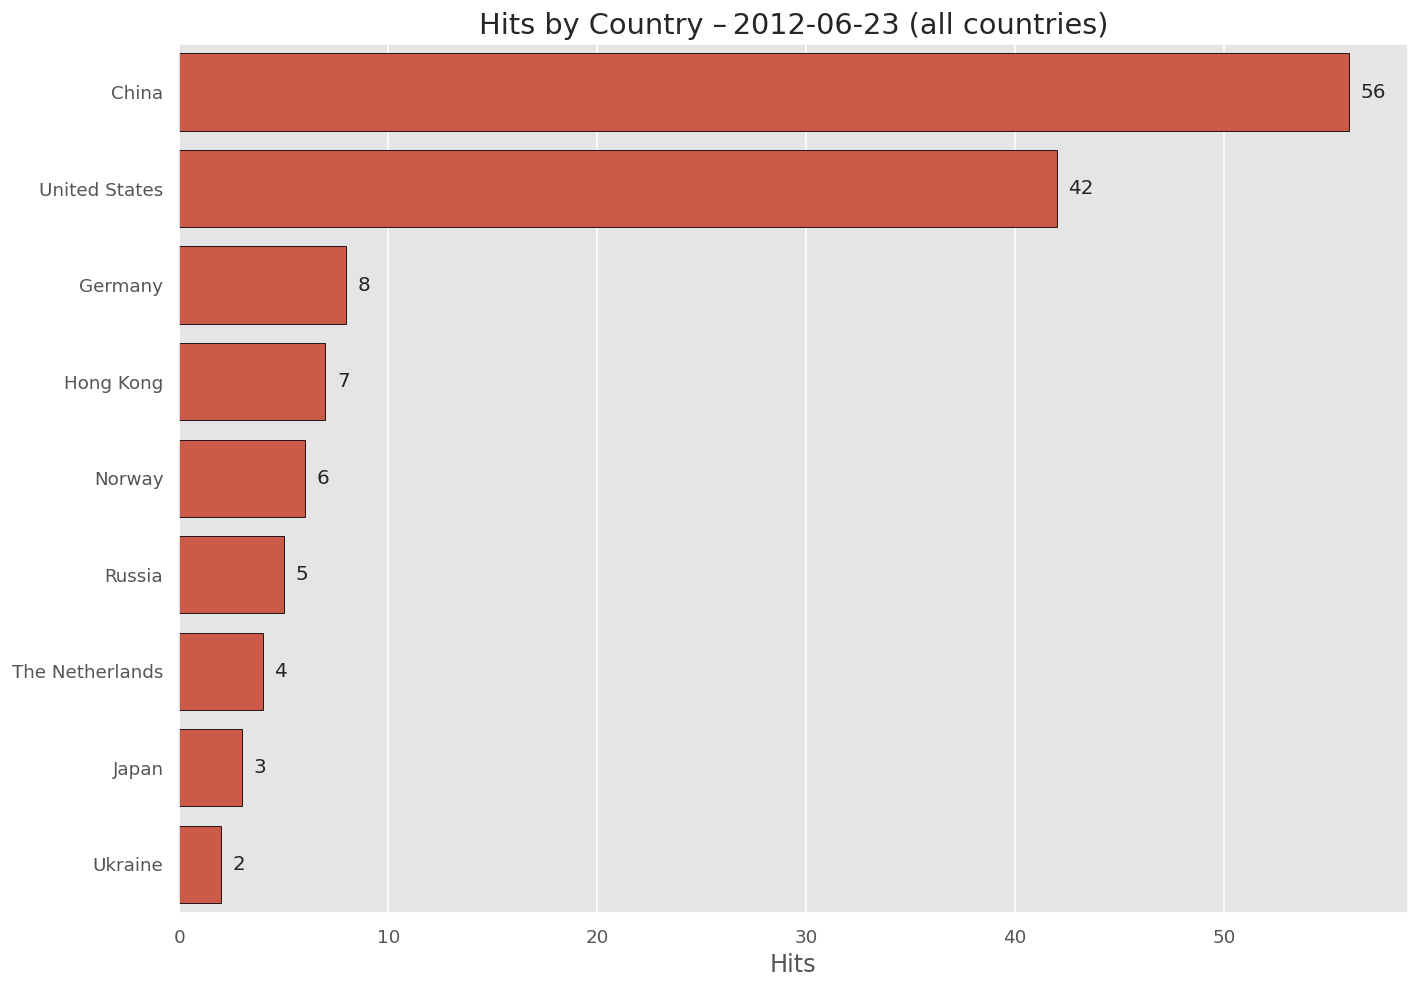 Hits by Country – 2012-06-23 (all countries)
China 56
United States 42
Germany 8
Hong Kong 7
Norway 6
Russia 5
The Netherlands 4
Japan 3
Ukraine 2
0 10 20 30 40 50
Hits